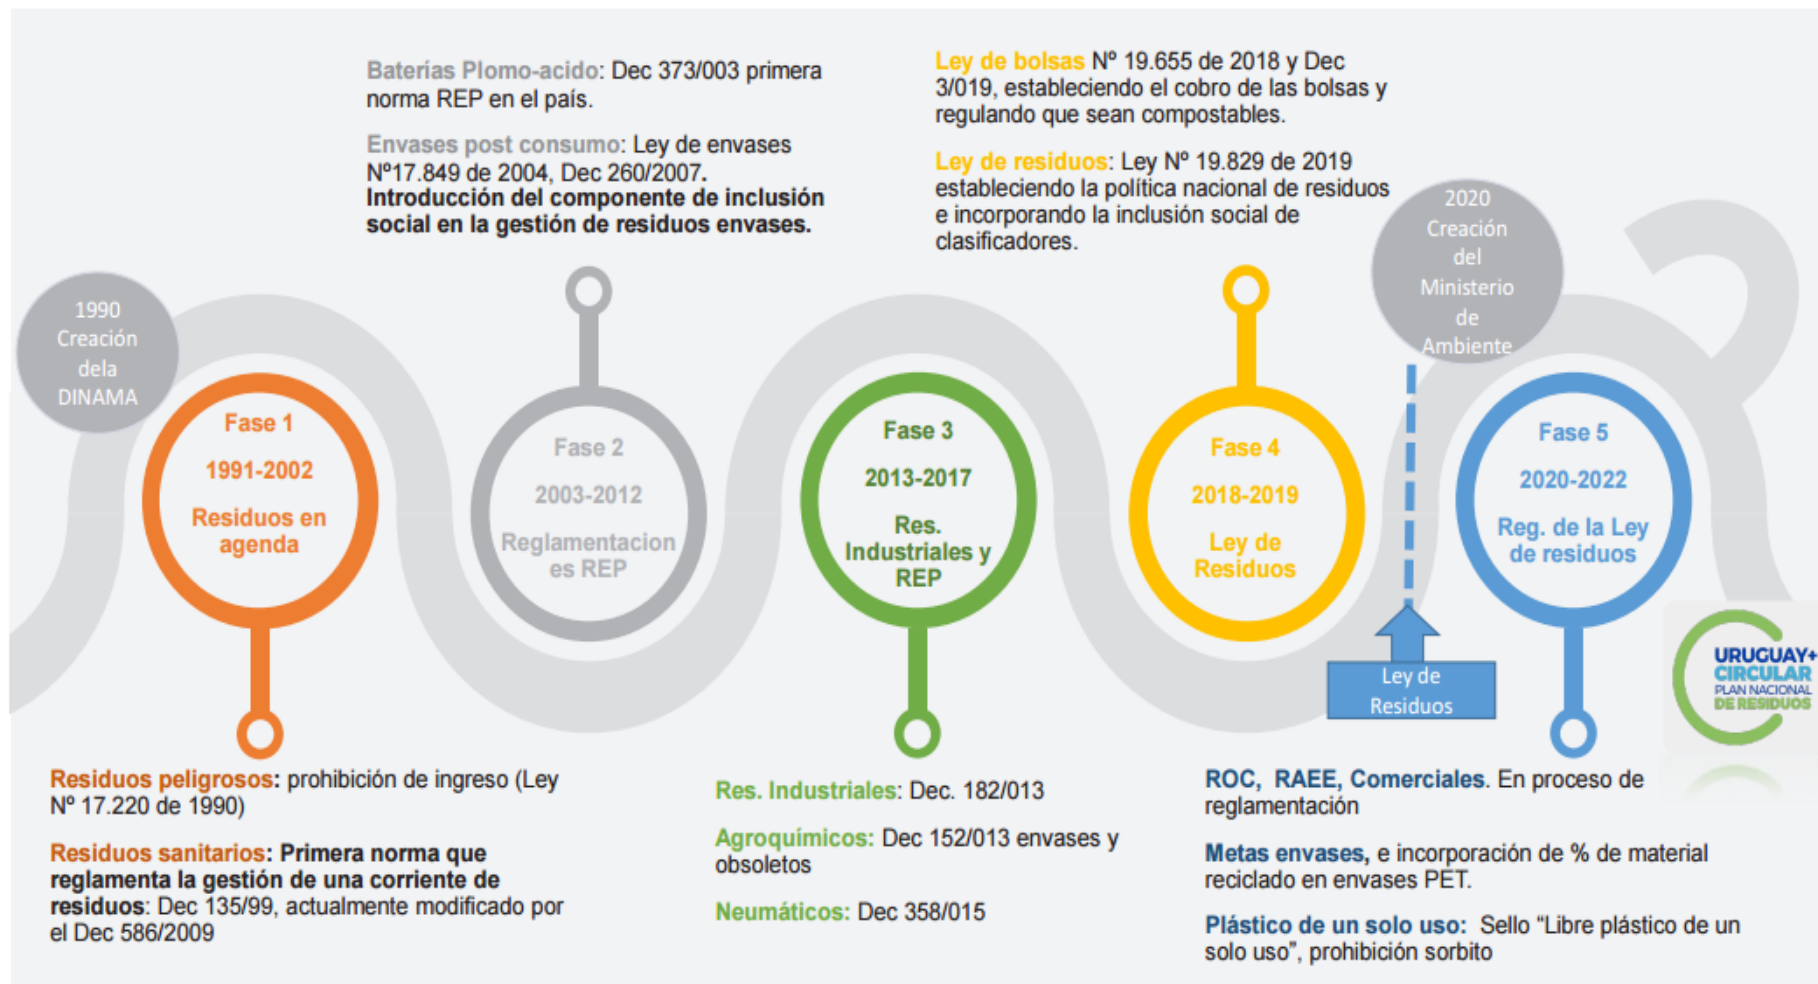 Baterías Plomo-acido: Dec 373/003 primera
norma REP en el país.
Envases post consumo: Ley de envases
Nº17.849 de 2004, Dec 260/2007.
Introducción del componente de inclusión
social en la gestión de residuos envases.
Ley de bolsas Nº 19.655 de 2018 y Dec
3/019, estableciendo el cobro de las bolsas y
regulando que sean compostables.
Ley de residuos: Ley Nº 19.829 de 2019
estableciendo la política nacional de residuos
e incorporando la inclusión social de
clasificadores.
2020
Creación
del
Ministerio
de
Ambiente
1990
Creación
dela
DINAMA
Fase 1
1991-2002
Residuos en
agenda
Fase 2
2003-2012
Reglamentacion
es REP
Fase 3
2013-2017
Res.
Industriales y
REP
Fase 4
2018-2019
Ley de
Residuos
Fase 5
2020-2022
Reg. de la Ley
de residuos
Ley de
Residuos
URUGUAY+
CIRCULAR
PLAN NACIONAL
DE RESIDUOS
Residuos peligrosos: prohibición de ingreso (Ley
Nº 17.220 de 1990)
Residuos sanitarios: Primera norma que
reglamenta la gestión de una corriente de
residuos: Dec 135/99, actualmente modificado por
el Dec 586/2009
Res. Industriales: Dec. 182/013
Agroquímicos: Dec 152/013 envases y
obsoletos
Neumáticos: Dec 358/015
ROC, RAEE, Comerciales. En proceso de
reglamentación
Metas envases, e incorporación de % de material
reciclado en envases PET.
Plástico de un solo uso: Sello “Libre plástico de un
solo uso”, prohibición sorbito